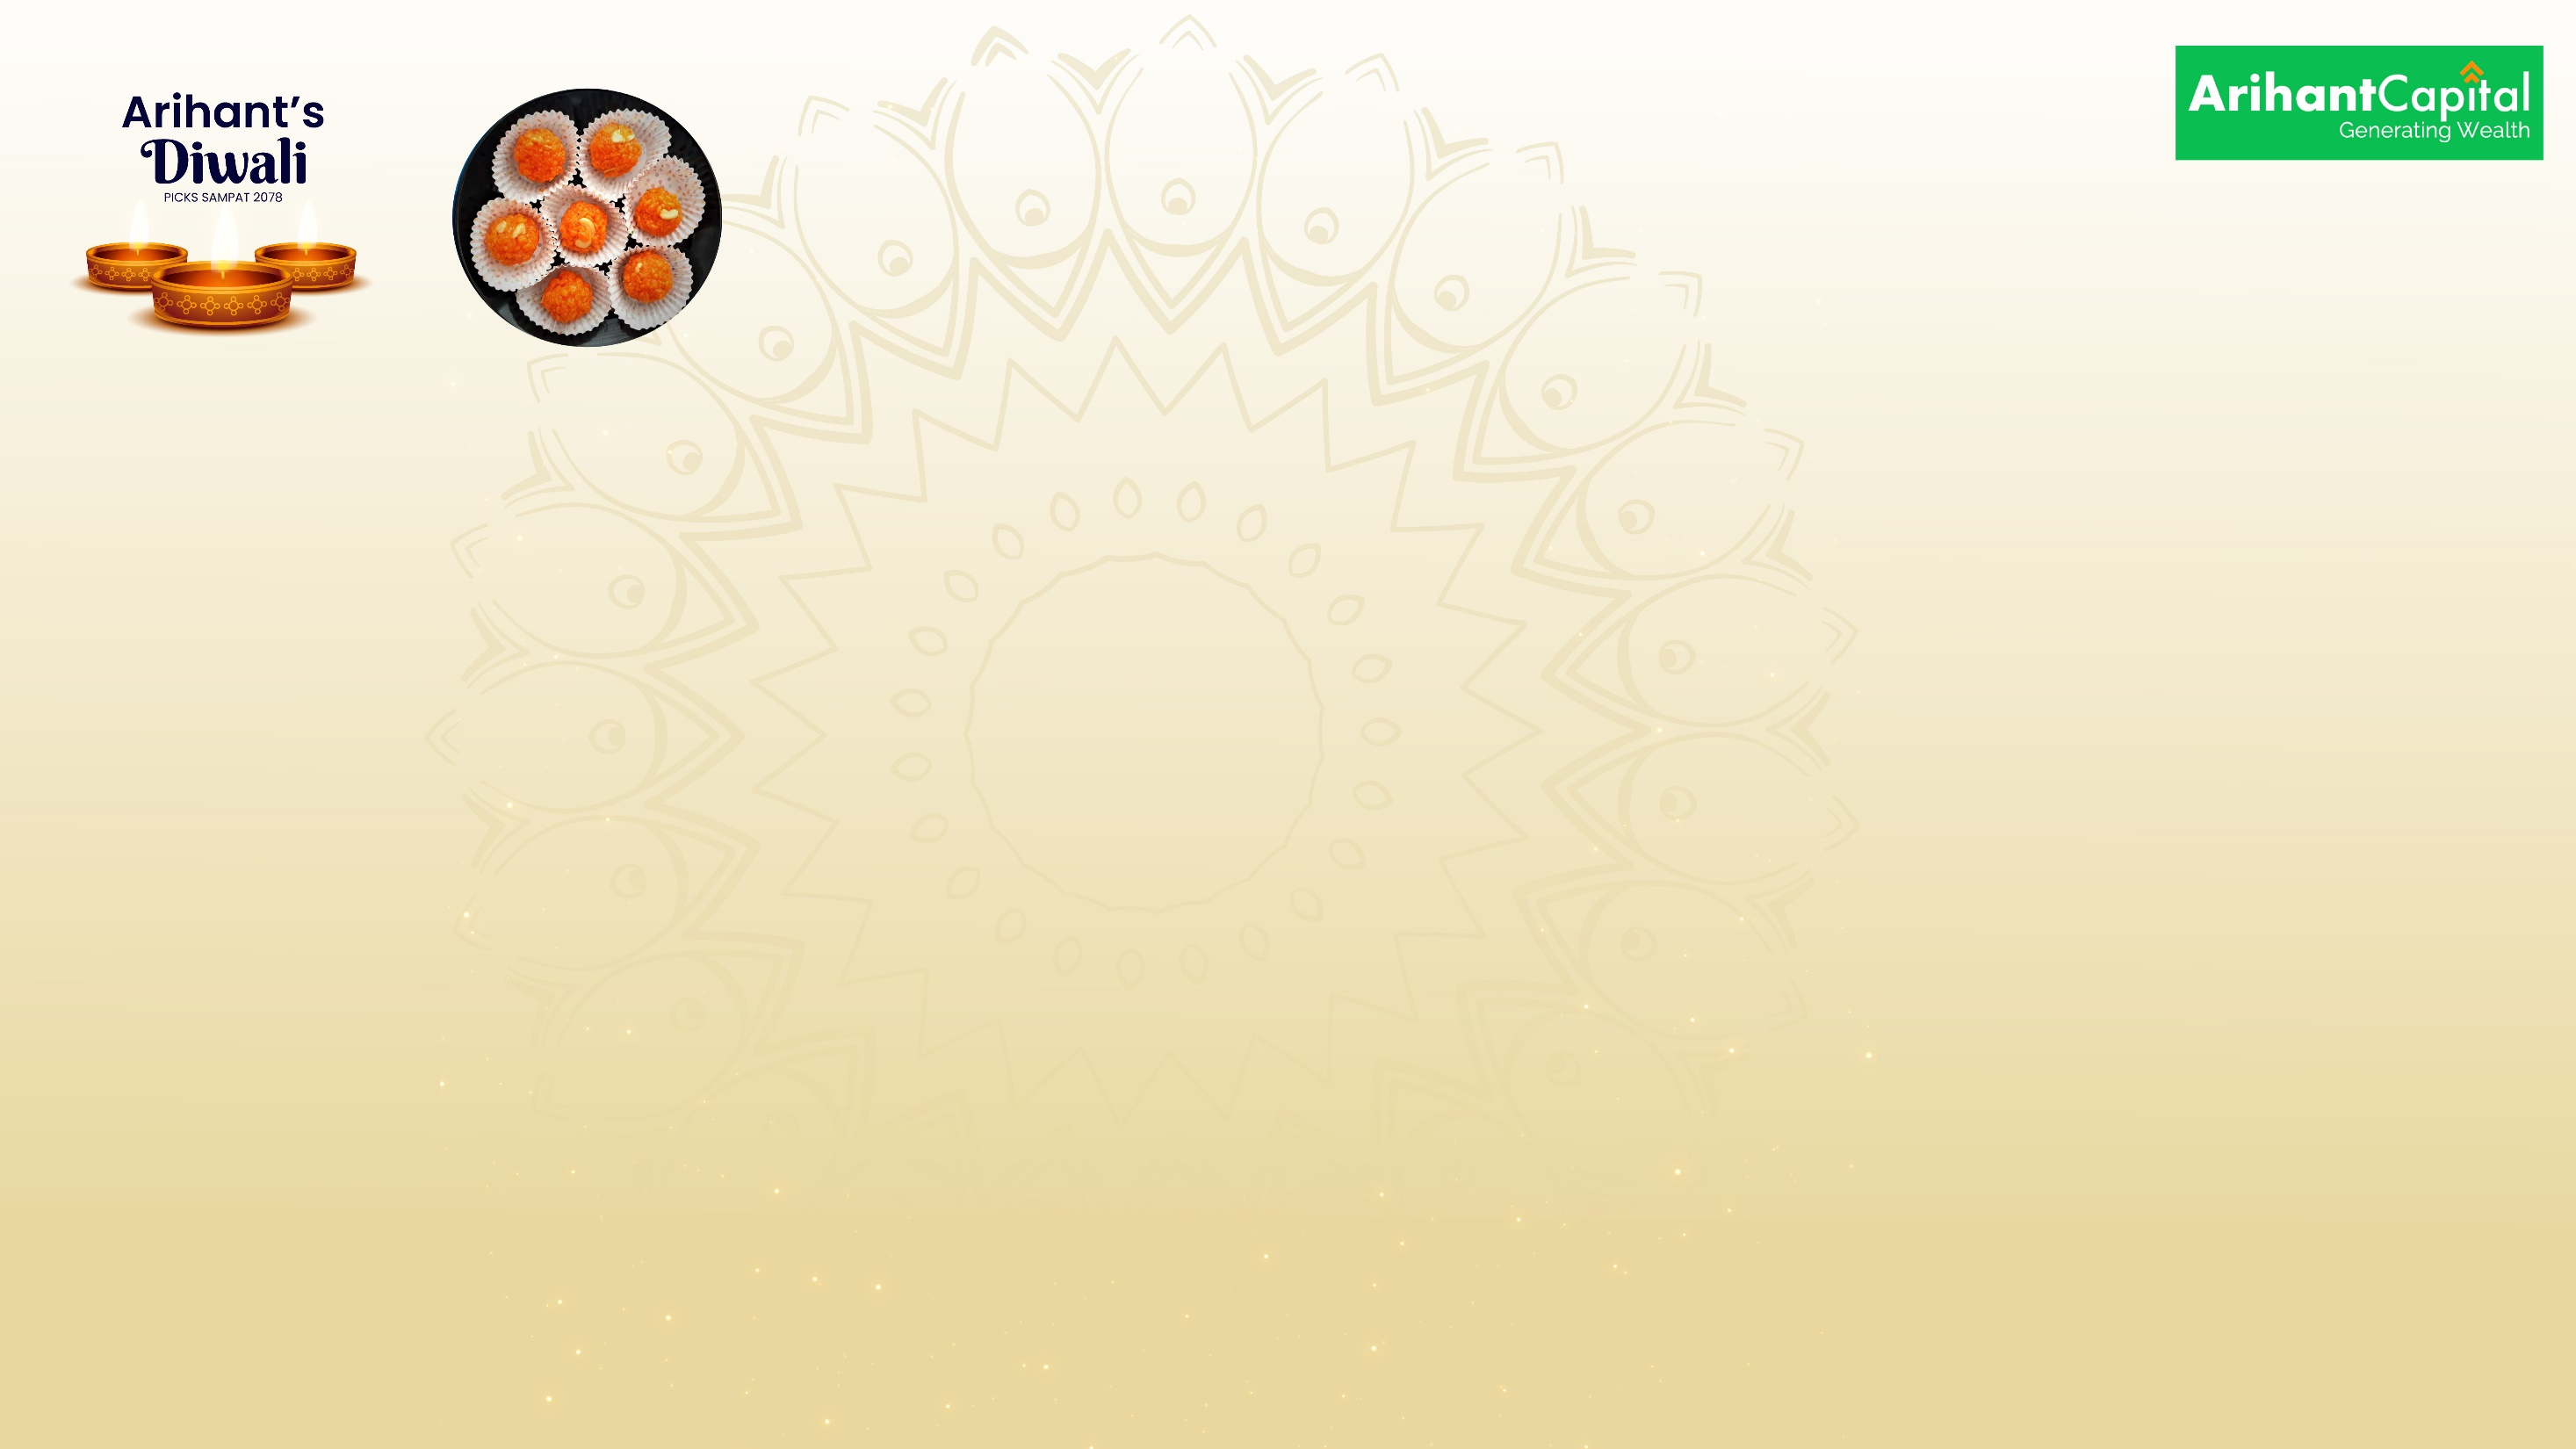 Arihant’s
Diwali
PICKS SAMPAT 2078
ArihantCapital
Generating Wealth